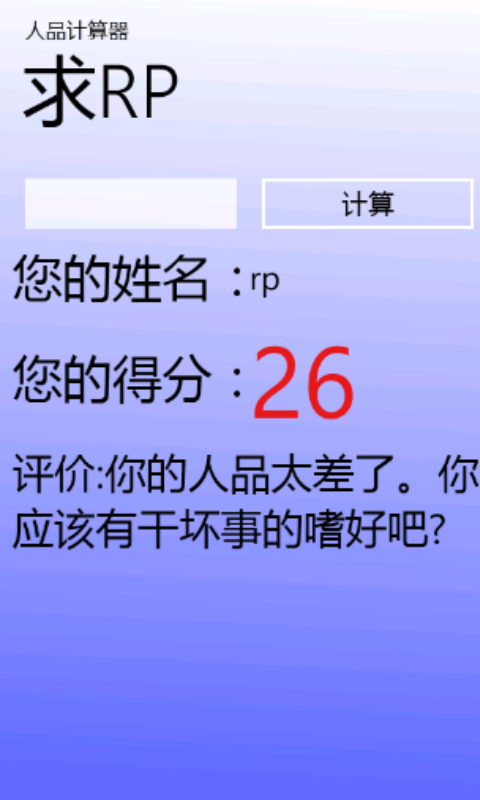 人品计算器
求RP
计算
您的姓名：rp
您的得分：26
评价:你的人品太差了。你
应该有干坏事的嗜好吧?